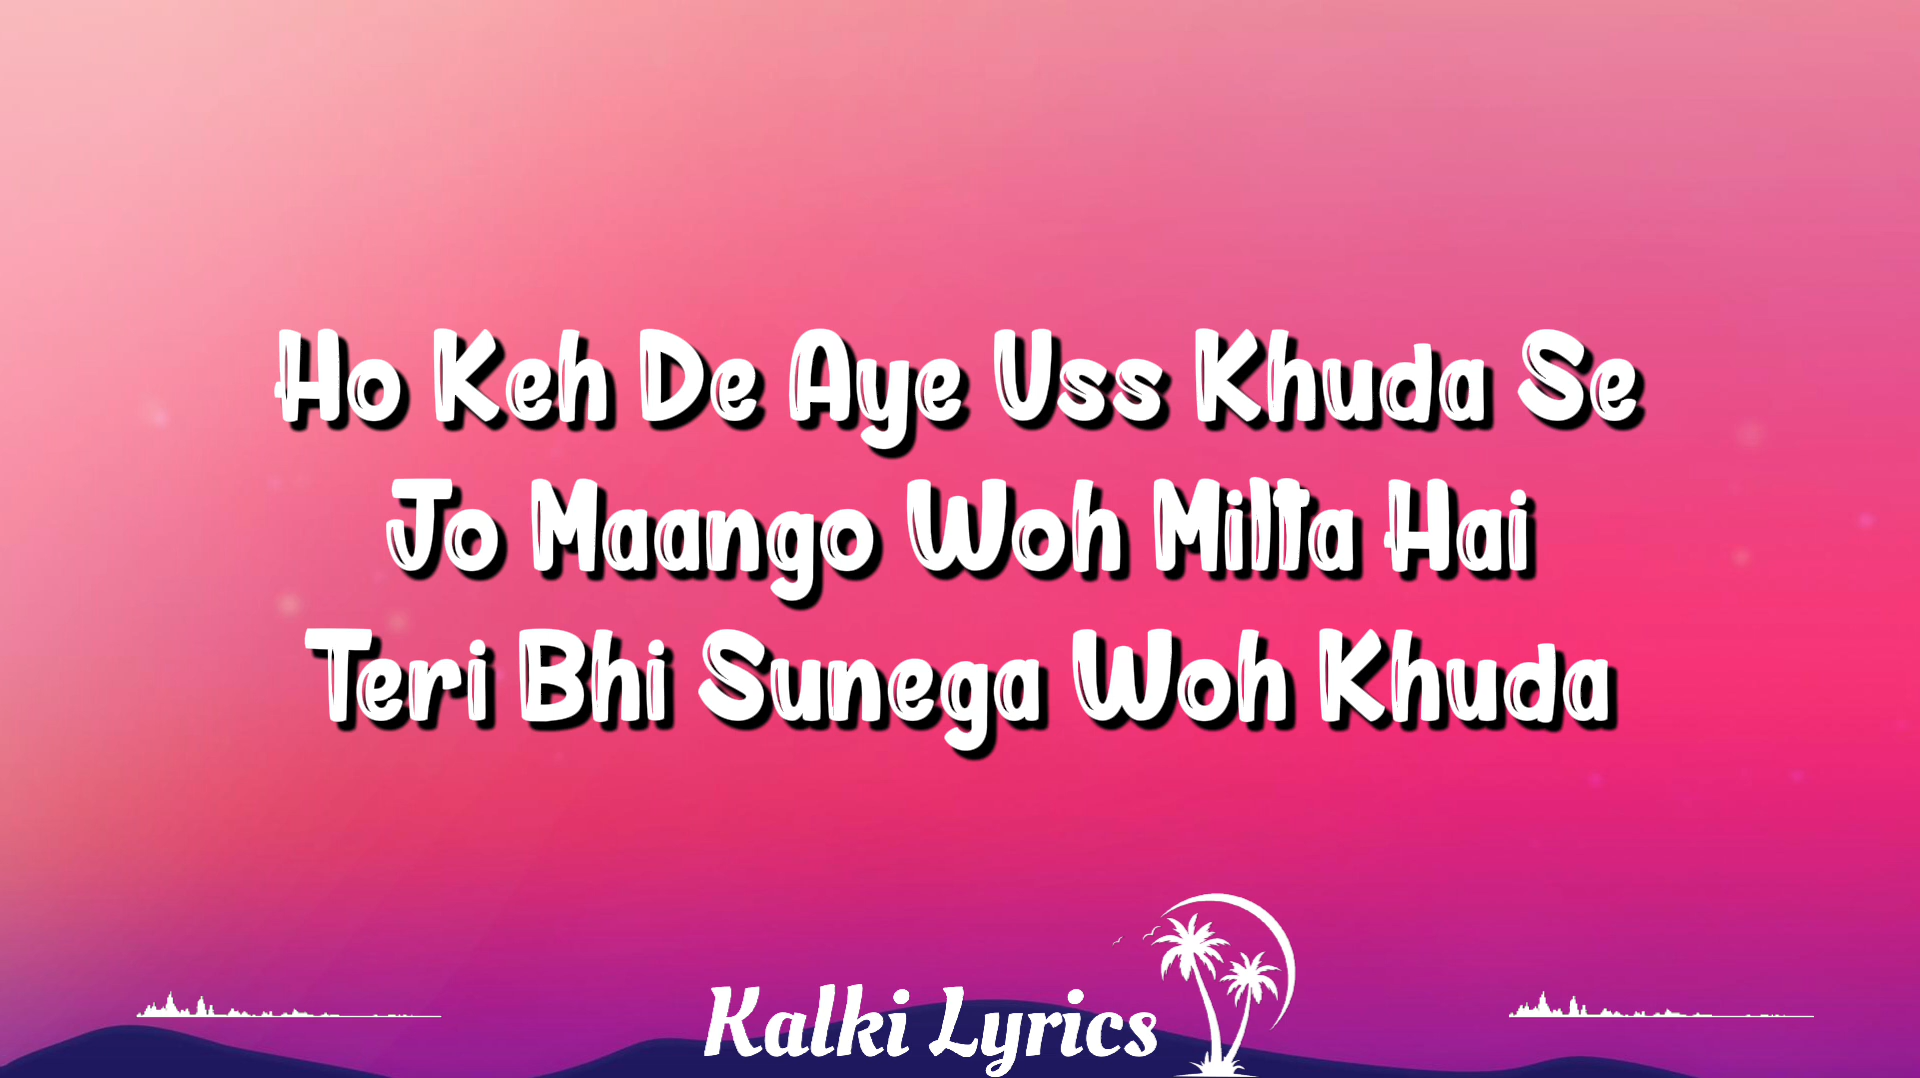 Ho Keh De Aye Uss Khuda Se
Jo Maango Woh Milta Hai
Teri Bhi Sunega Woh Khuda
Kalki Lyrics